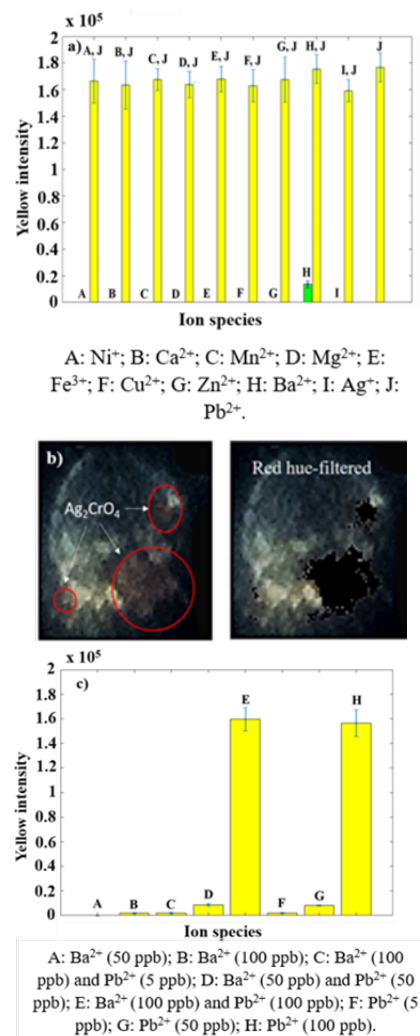 x 10⁵
2
a)
A, J
B, J
C, J
D, J
E, J
F, J
G, J
H, J
I, J
J
1.8
1.6
1.4
1.2
1
0.8
0.6
0.4
0.2
0
Yellow intensity
A
B
C
D
E
F
G
H
I
Ion species
A: Ni⁺; B: Ca²⁺; C: Mn²⁺; D: Mg²⁺; E:
Fe³⁺; F: Cu²⁺; G: Zn²⁺; H: Ba²⁺; I: Ag⁺; J:
Pb²⁺.
b)
Ag₂CrO₄
Red hue-filtered
x 10⁵
2
c)
1.8
1.6
1.4
1.2
1
0.8
0.6
0.4
0.2
0
Yellow intensity
A
B
C
D
E
F
G
H
Ion species
A: Ba²⁺ (50 ppb); B: Ba²⁺ (100 ppb); C: Ba²⁺ (100
ppb) and Pb²⁺ (5 ppb); D: Ba²⁺ (50 ppb) and Pb²⁺ (50
ppb); E: Ba²⁺ (100 ppb) and Pb²⁺ (100 ppb); F: Pb²⁺ (5
ppb); G: Pb²⁺ (50 ppb); H: Pb²⁺ (100 ppb).